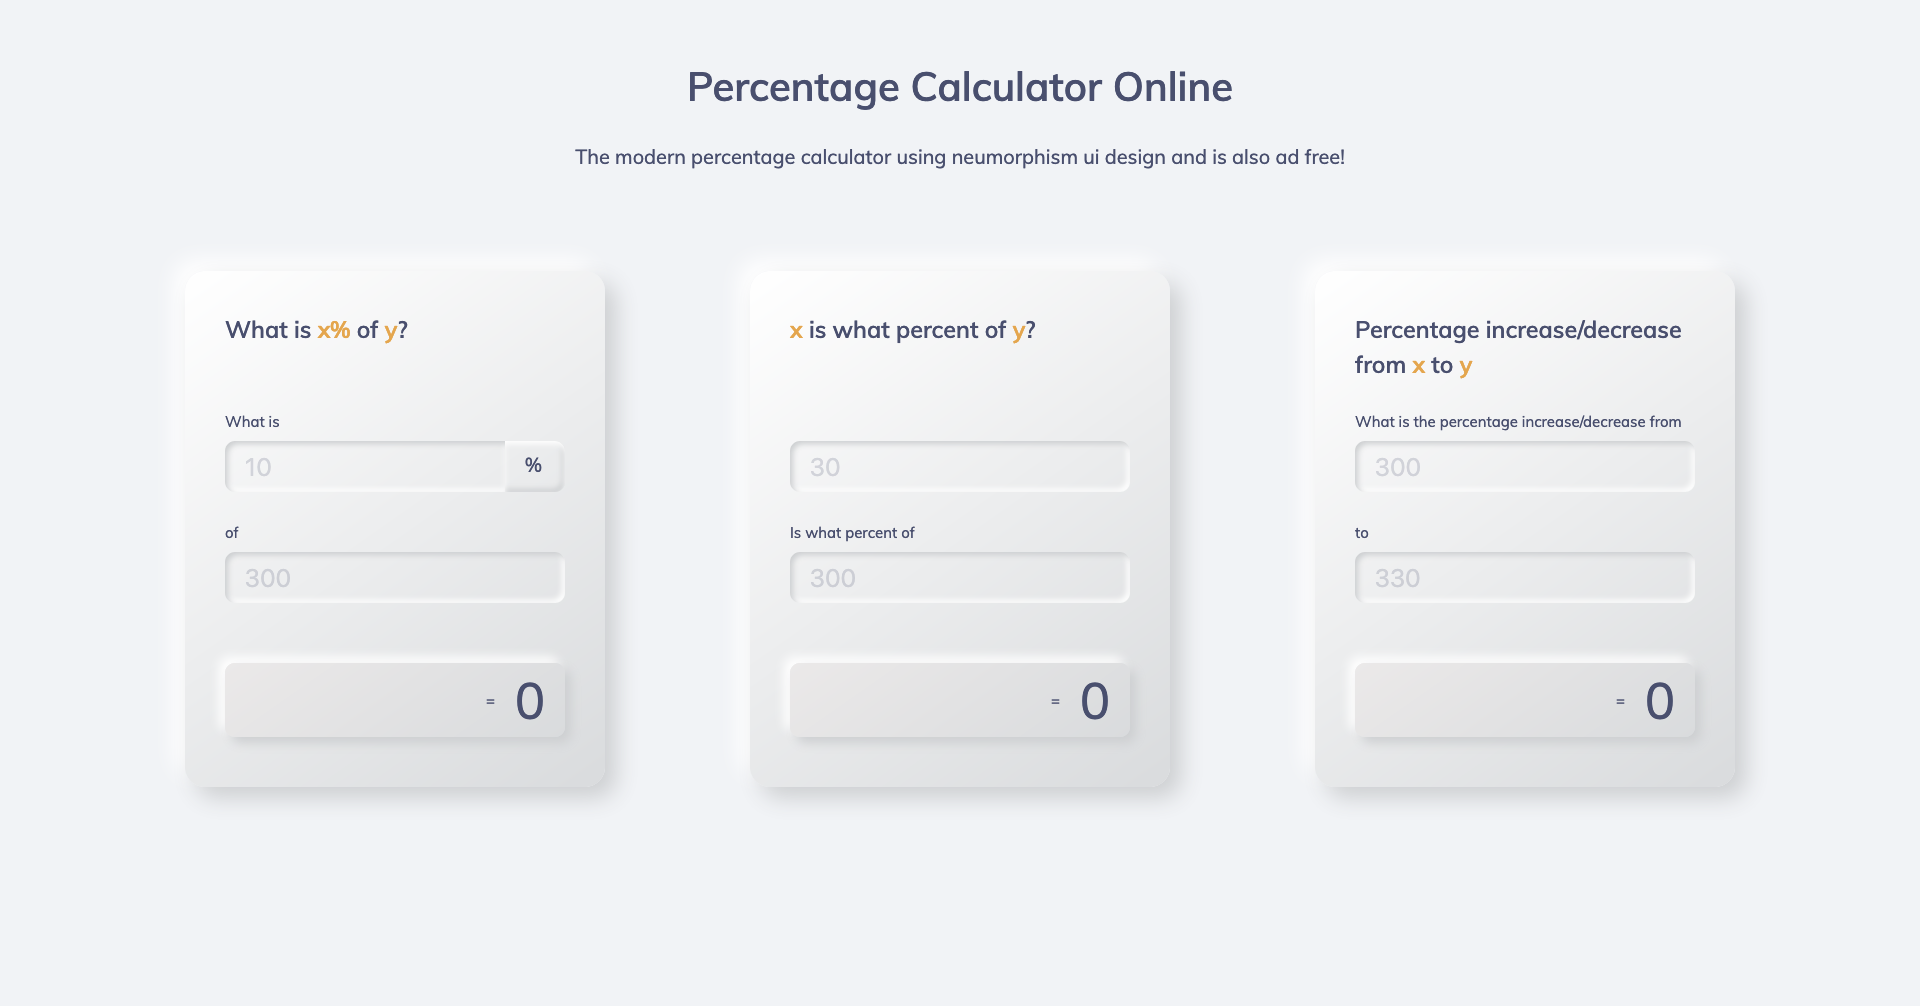 Percentage Calculator Online
The modern percentage calculator using neumorphism ui design and is also ad free!
What is x% of y?
What is
10
%
of
300
= 0
x is what percent of y?
30
Is what percent of
300
= 0
Percentage increase/decrease
from x to y
What is the percentage increase/decrease from
300
to
330
= 0